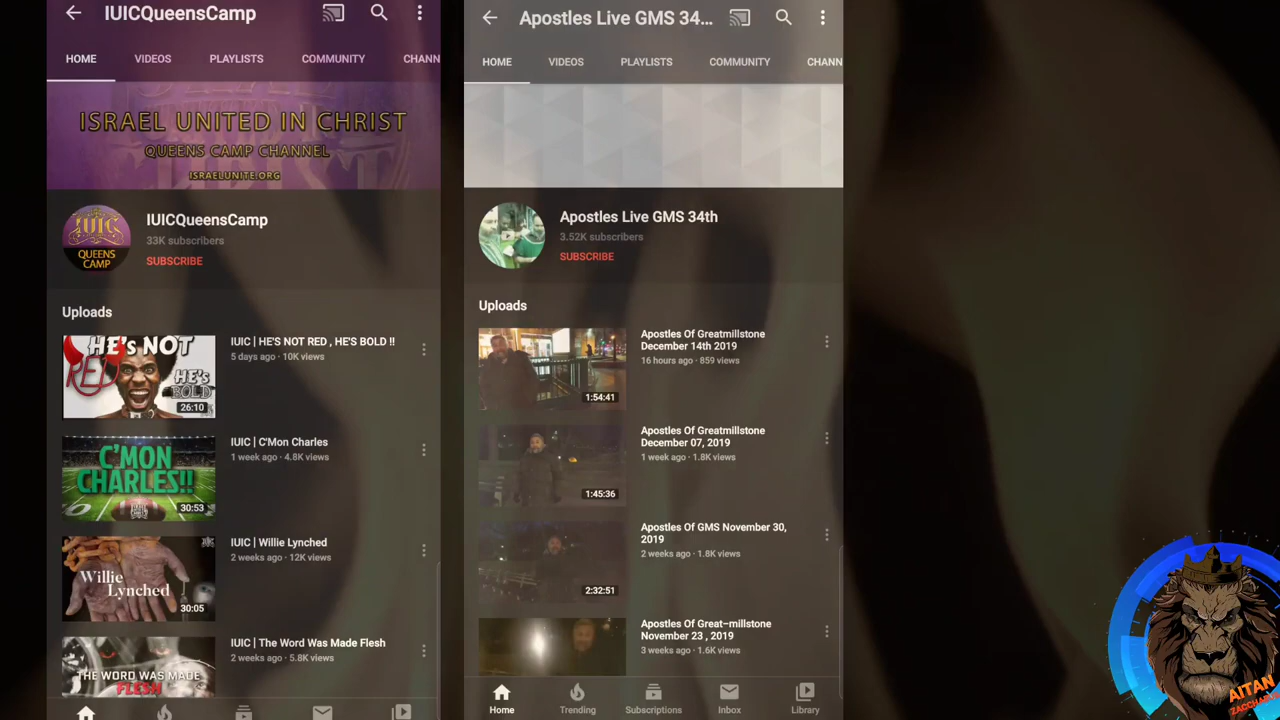 IUICQueensCamp
HOME VIDEOS PLAYLISTS COMMUNITY CHANN
ISRAEL UNITED IN CHRIST
QUEENS CAMP CHANNEL
ISRAELUNITE.ORG
IUIC
QUEENS
CAMP
IUICQueensCamp
33K subscribers
SUBSCRIBE
Uploads
HE's NOT
RED
HE'S
BOLD
26:10
IUIC | HE'S NOT RED , HE'S BOLD !!
5 days ago · 10K views
C'MON
CHARLES!!
30:53
IUIC | C'Mon Charles
1 week ago · 4.8K views
Willie
Lynched
30:05
IUIC | Willie Lynched
2 weeks ago · 12K views
THE WORD WAS MADE
FLESH
IUIC | The Word Was Made Flesh
2 weeks ago · 5.8K views
Apostles Live GMS 34...
HOME VIDEOS PLAYLISTS COMMUNITY CHANN
Apostles Live GMS 34th
3.52K subscribers
SUBSCRIBE
Uploads
1:54:41
Apostles Of Greatmillstone
December 14th 2019
16 hours ago · 859 views
1:45:36
Apostles Of Greatmillstone
December 07, 2019
1 week ago · 1.8K views
2:32:51
Apostles Of GMS November 30,
2019
2 weeks ago · 1.8K views
Apostles Of Great–millstone
November 23 , 2019
3 weeks ago · 1.6K views
Home Trending Subscriptions Inbox Library
AITAN